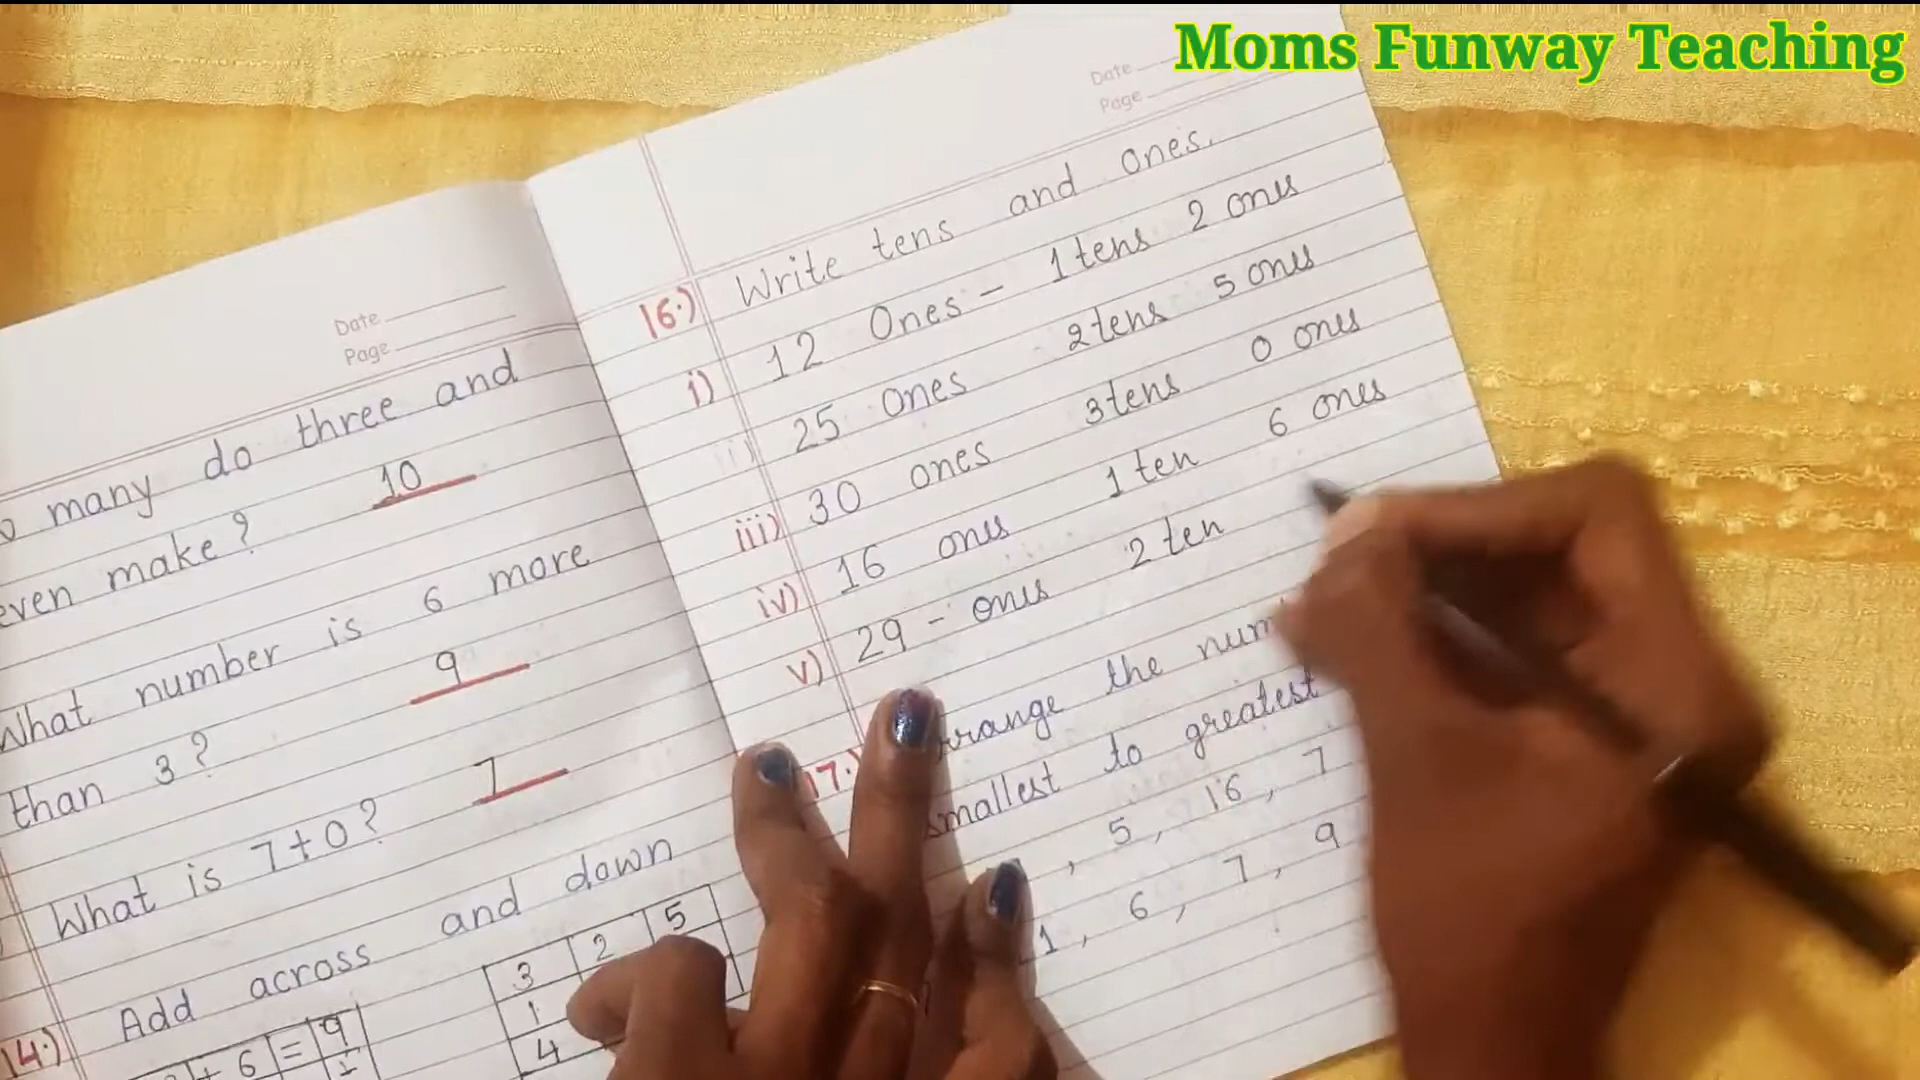 Moms Funway Teaching
Date
Page
many do three and
even make? 10
What number is 6 more
than 3? 9
What is 7+0? 7
14.) Add across and down
+ 6 = 9
3 2 5
1
4
Date
Page
16.) Write tens and ones.
i) 12 Ones - 1 tens 2 ones
ii) 25 ones 2 tens 5 ones
iii) 30 ones 3 tens 0 ones
iv) 16 ones 1 ten 6 ones
v) 29 - ones 2 ten
17.) the
smallest to greatest
, 5, 16, 7
1, 6, 7, 9